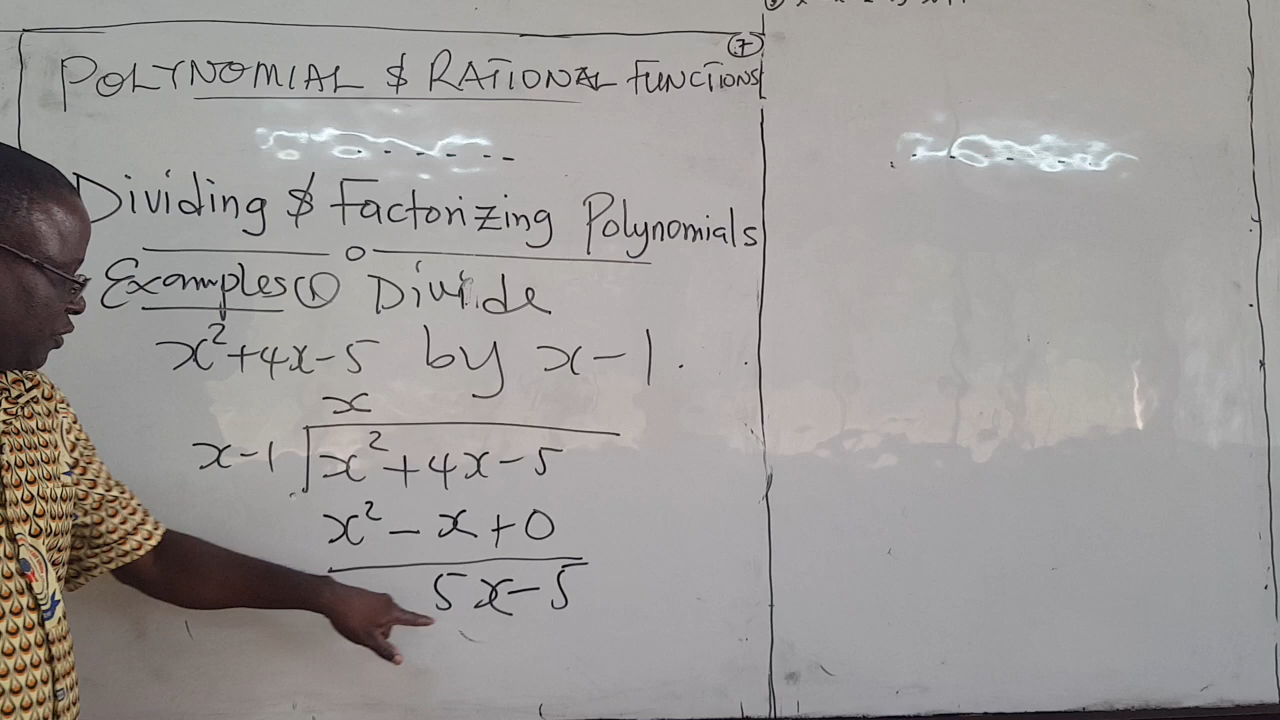 7
POLYNOMIAL $ RATIONAL FUNCTIONS
Dividing $ Factorizing Polynomials
Examples ① Divide
x²+4x-5 by x-1.
x
x-1 x²+4x-5
x²-x+0
5x-5